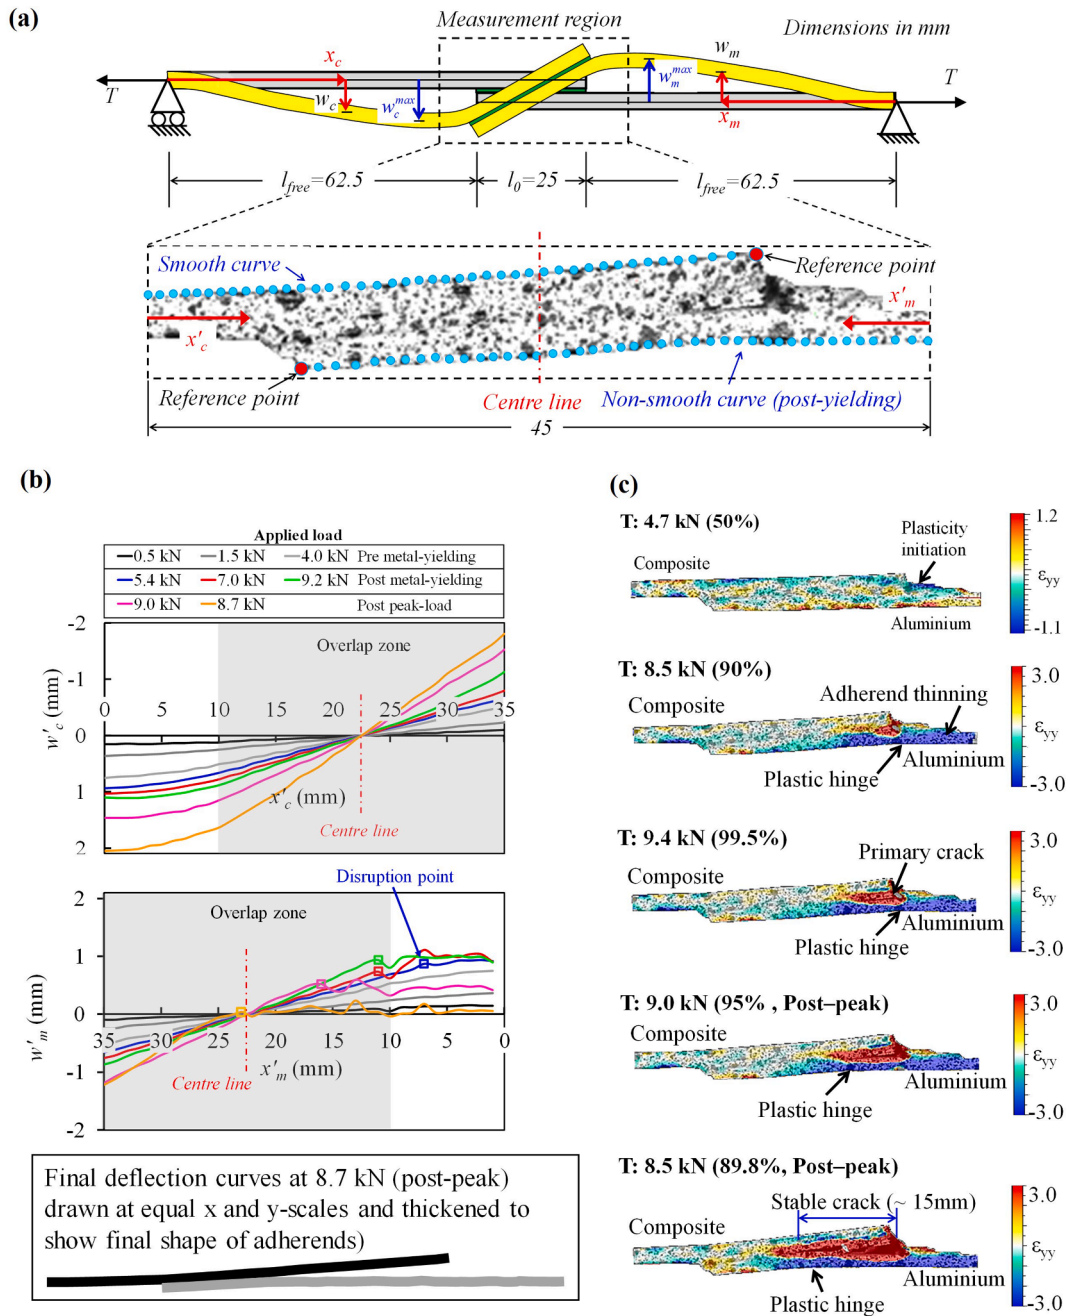 (a)
Measurement region
Dimensions in mm
x_c
w_m
T
w_c
w_c^max
w_m^max
x_m
T
l_free=62.5
l_0=25
l_free=62.5
Smooth curve
Reference point
x'_m
x'_c
Reference point
Centre line
Non-smooth curve (post-yielding)
45
(b)
Applied load
0.5 kN 1.5 kN 4.0 kN Pre metal-yielding
5.4 kN 7.0 kN 9.2 kN Post metal-yielding
9.0 kN 8.7 kN Post peak-load
-2
Overlap zone
-1
0 5 10 15 20 25 30 35
0
1
2
w'_c (mm)
x'_c (mm)
Centre line
2
Disruption point
Overlap zone
1
0
35 30 25 20 15 10 5 0
-1
-2
w'_m (mm)
x'_m (mm)
Centre line
Final deflection curves at 8.7 kN (post-peak)
drawn at equal x and y-scales and thickened to
show final shape of adherends)
(c)
T: 4.7 kN (50%)
Plasticity
initiation
Composite
Aluminium
1.2
ε_yy
-1.1
T: 8.5 kN (90%)
Adherend thinning
Composite
Aluminium
Plastic hinge
3.0
ε_yy
-3.0
T: 9.4 kN (99.5%)
Primary crack
Composite
Aluminium
Plastic hinge
3.0
ε_yy
-3.0
T: 9.0 kN (95% , Post–peak)
Composite
Aluminium
Plastic hinge
3.0
ε_yy
-3.0
T: 8.5 kN (89.8%, Post–peak)
Stable crack (~ 15mm)
Composite
Aluminium
Plastic hinge
3.0
ε_yy
-3.0